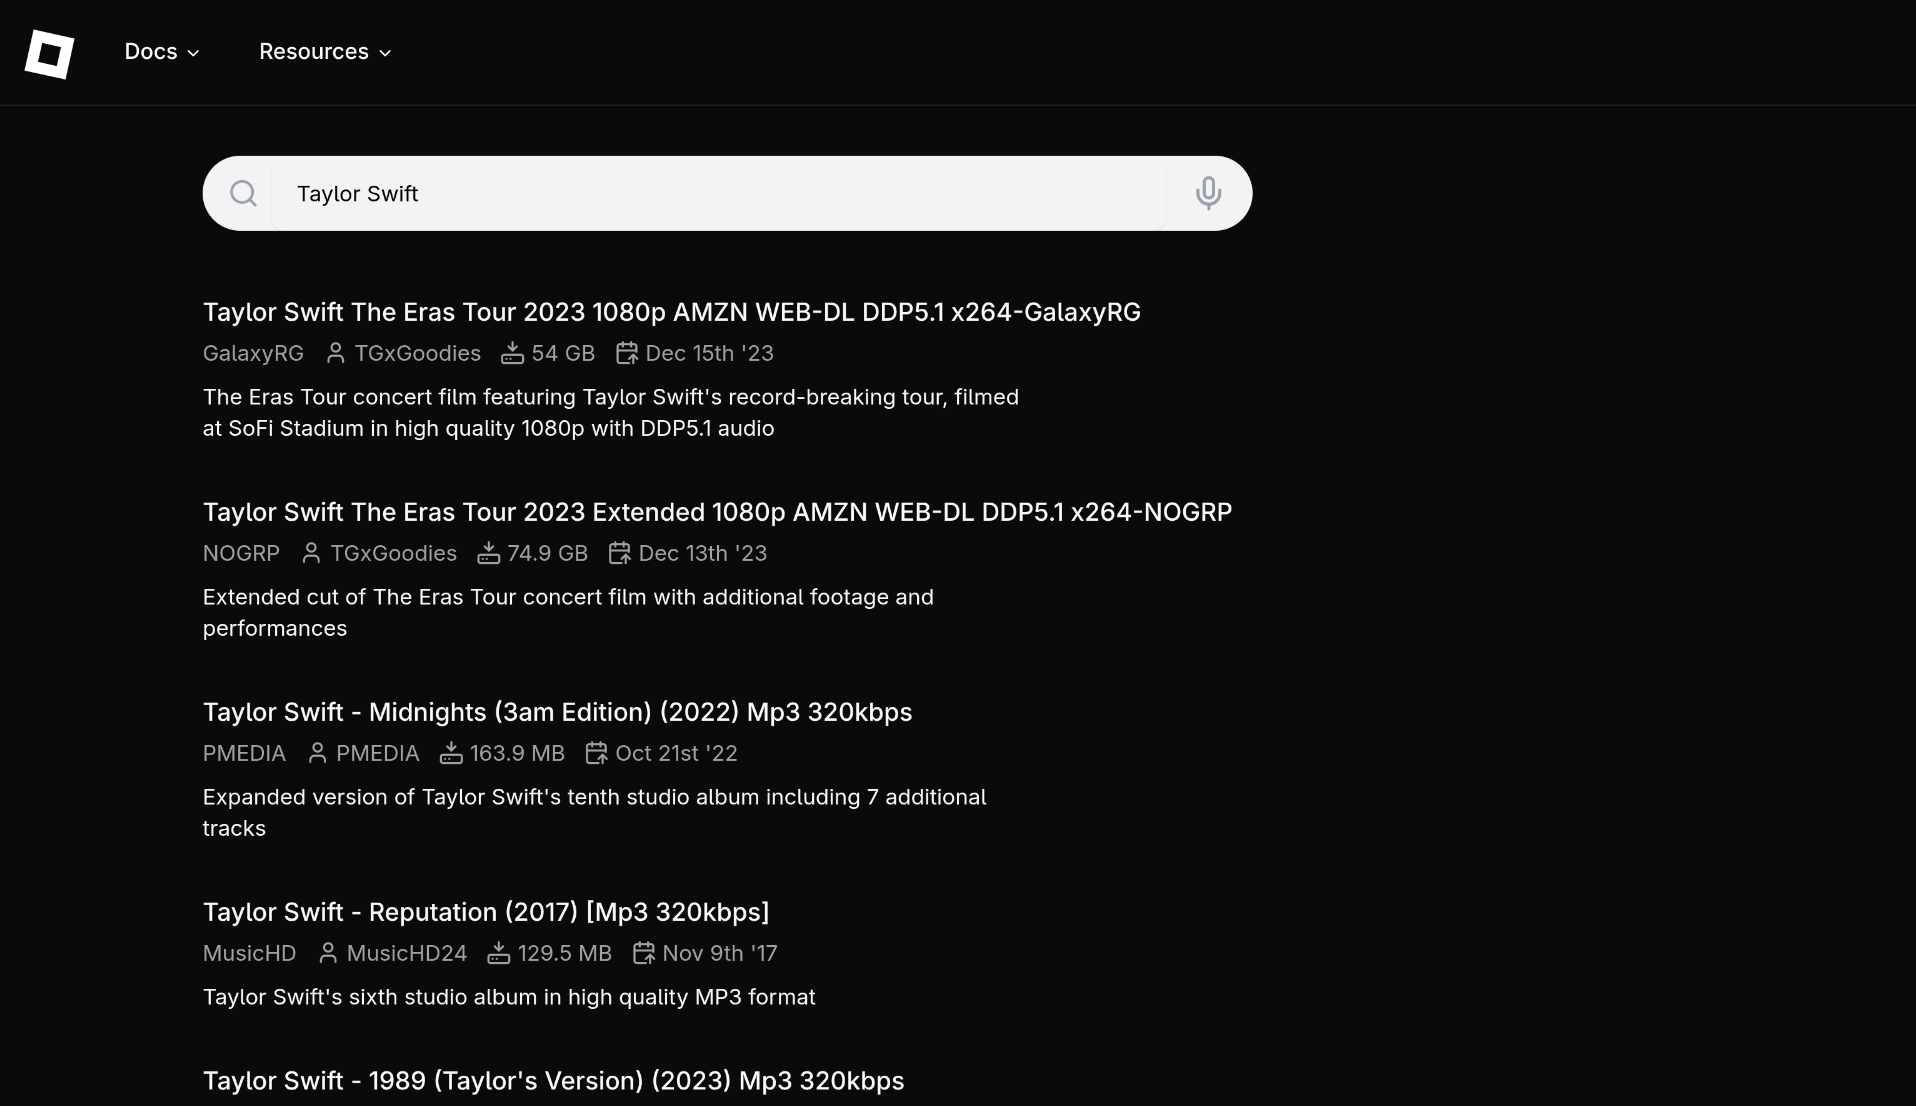 Docs
Resources
Taylor Swift
Taylor Swift The Eras Tour 2023 1080p AMZN WEB-DL DDP5.1 x264-GalaxyRG
GalaxyRG TGxGoodies 54 GB Dec 15th '23
The Eras Tour concert film featuring Taylor Swift's record-breaking tour, filmed
at SoFi Stadium in high quality 1080p with DDP5.1 audio
Taylor Swift The Eras Tour 2023 Extended 1080p AMZN WEB-DL DDP5.1 x264-NOGRP
NOGRP TGxGoodies 74.9 GB Dec 13th '23
Extended cut of The Eras Tour concert film with additional footage and
performances
Taylor Swift - Midnights (3am Edition) (2022) Mp3 320kbps
PMEDIA PMEDIA 163.9 MB Oct 21st '22
Expanded version of Taylor Swift's tenth studio album including 7 additional
tracks
Taylor Swift - Reputation (2017) [Mp3 320kbps]
MusicHD MusicHD24 129.5 MB Nov 9th '17
Taylor Swift's sixth studio album in high quality MP3 format
Taylor Swift - 1989 (Taylor's Version) (2023) Mp3 320kbps